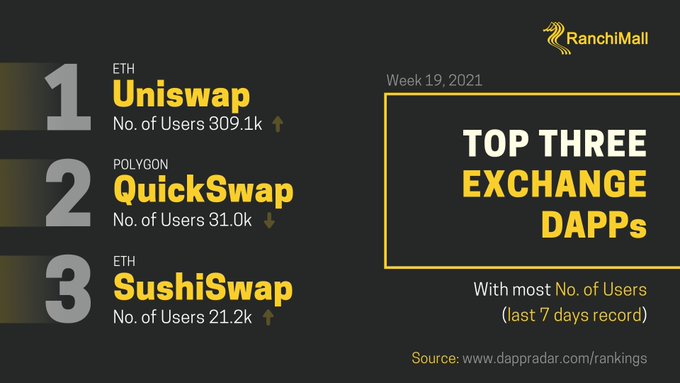 1
ETH
Uniswap
No. of Users 309.1k ↑
2
POLYGON
QuickSwap
No. of Users 31.0k ↓
3
ETH
SushiSwap
No. of Users 21.2k ↑
RanchiMall
Week 19, 2021
TOP THREE
EXCHANGE
DAPPs
With most No. of Users
(last 7 days record)
Source: www.dappradar.com/rankings